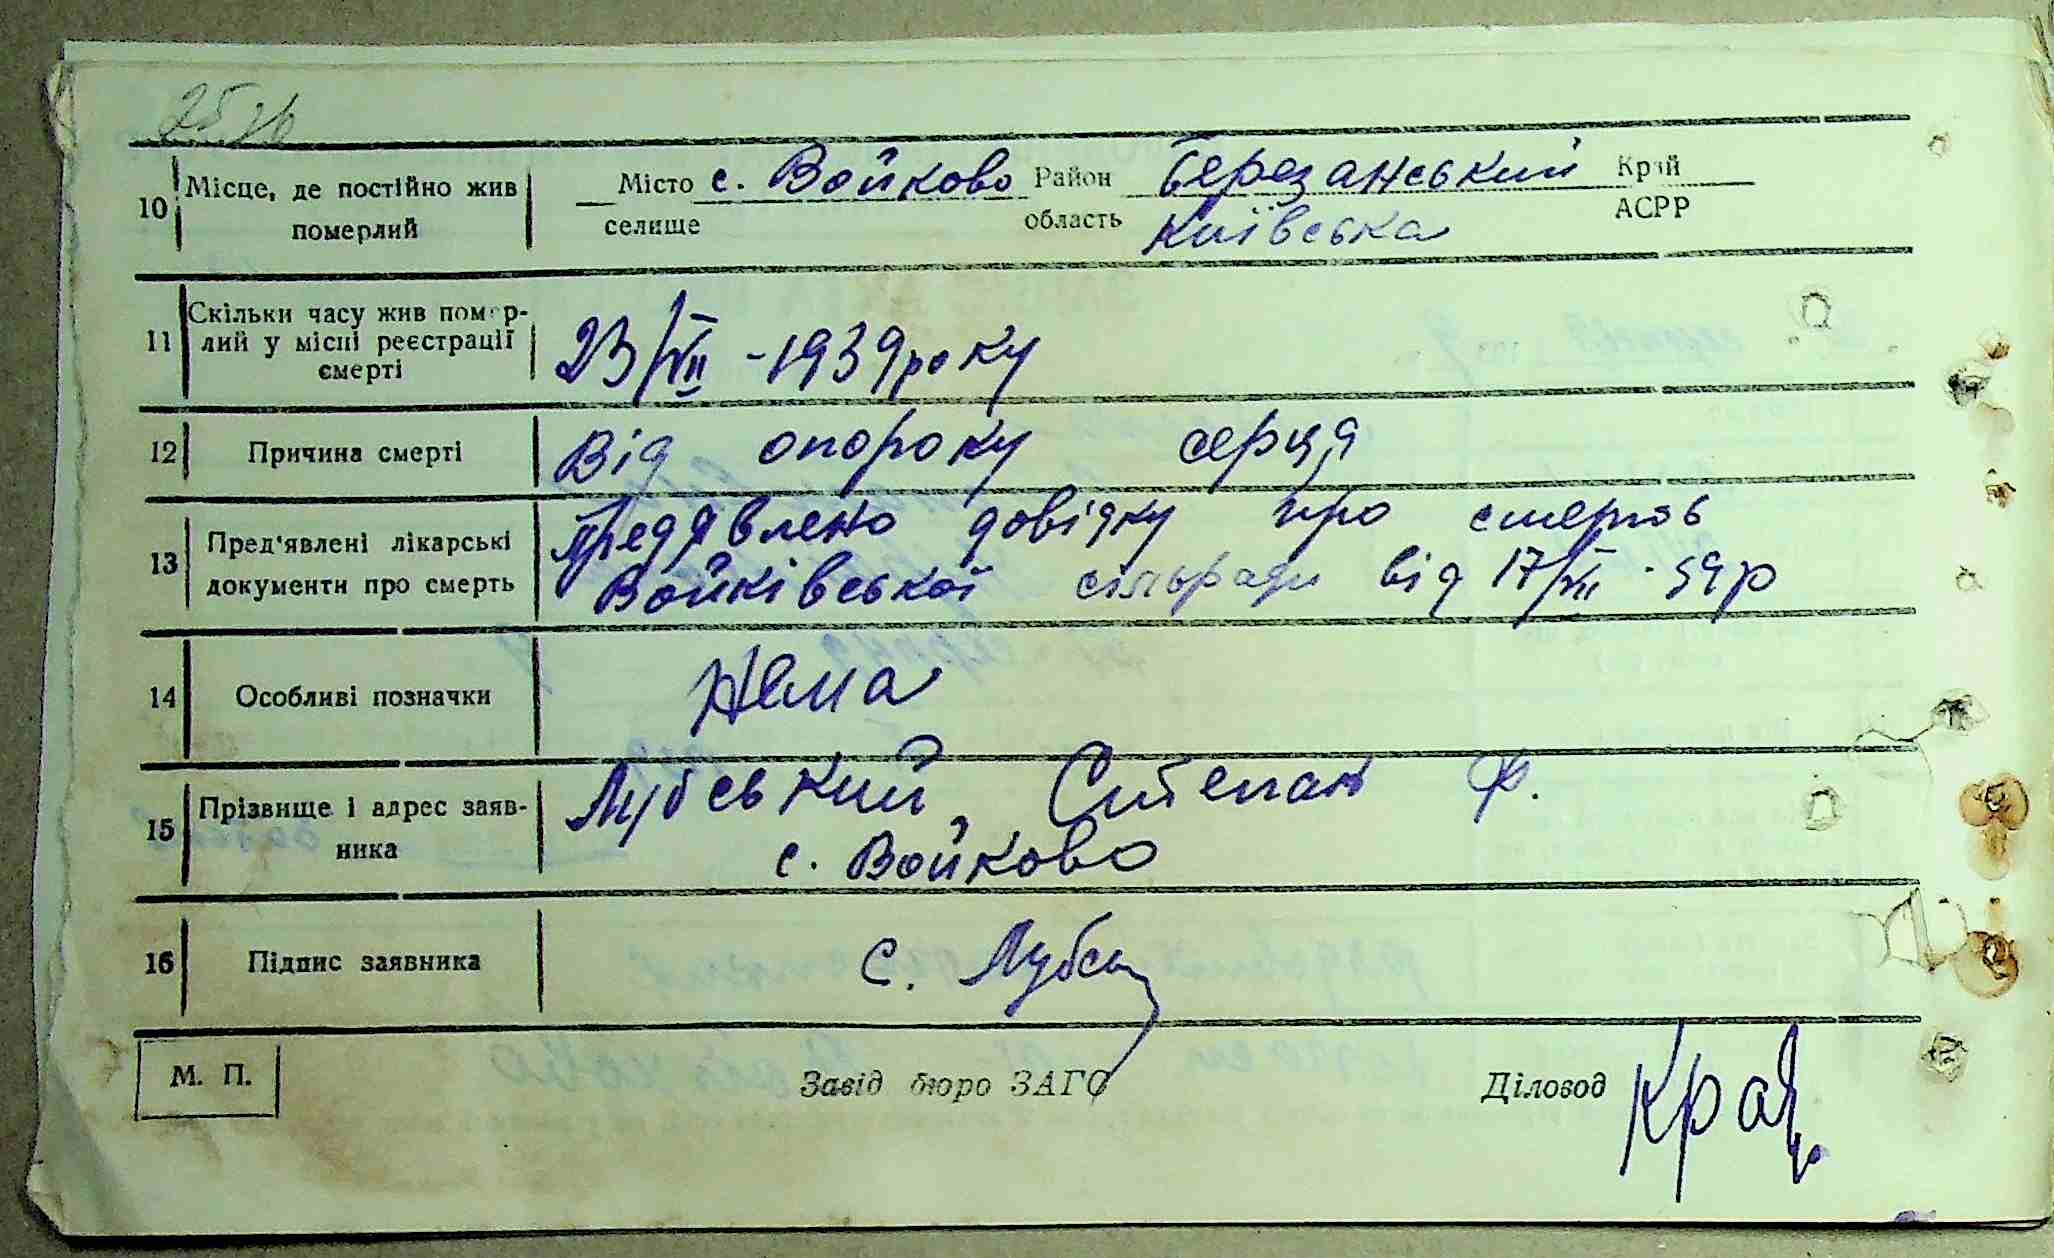 10 Місце, де постійно жив померлий Місто селище с. Войково Район область Березанський Київська Край АСРР
11 Скільки часу жив померлий у місці реєстрації смерті 23/VII - 1939 року
12 Причина смерті Від опороку серця
13 Пред'явлені лікарські документи про смерть Предявлено довідку про смерть
Войківської сільради від 17/VII - 59 р
14 Особливі позначки Нема
15 Прізвище і адрес заявника Лубський Степан Ф.
с. Войково
16 Підпис заявника С. Лубс
М. П. Завід бюро ЗАГС Діловод